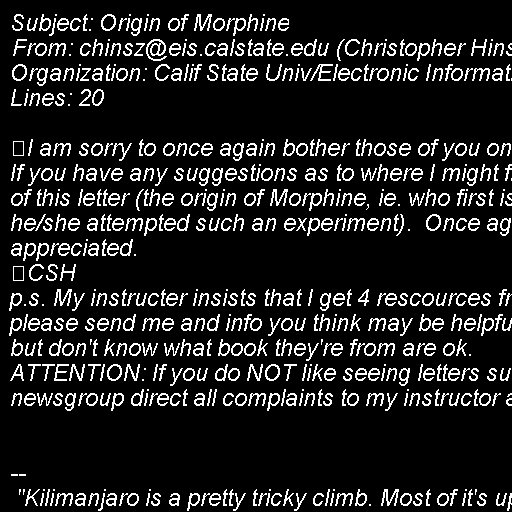 Subject: Origin of Morphine
From: chinsz@eis.calstate.edu (Christopher Hins
Organization: Calif State Univ/Electronic Informat
Lines: 20
I am sorry to once again bother those of you on
If you have any suggestions as to where I might f
of this letter (the origin of Morphine, ie. who first is
he/she attempted such an experiment).  Once ag
appreciated.
CSH
p.s. My instructer insists that I get 4 rescources fr
please send me and info you think may be helpfu
but don't know what book they're from are ok.
ATTENTION: If you do NOT like seeing letters su
newsgroup direct all complaints to my instructor a
--
"Kilimanjaro is a pretty tricky climb. Most of it's up